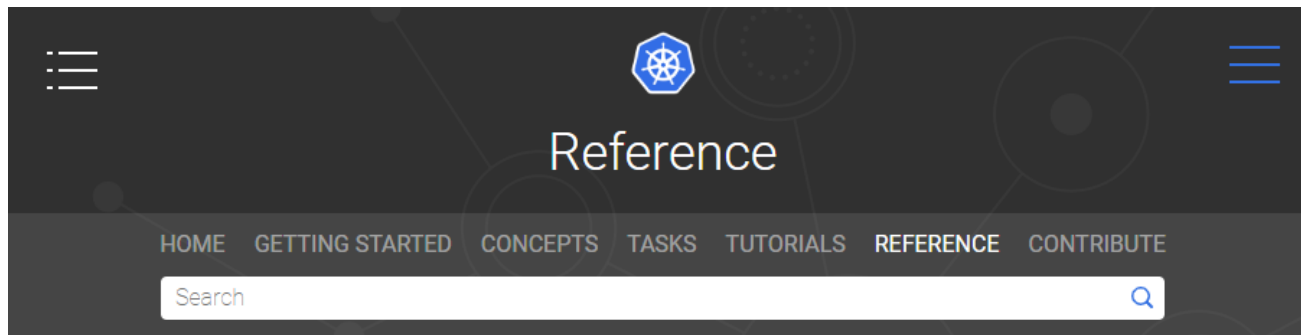 Reference
HOME GETTING STARTED CONCEPTS TASKS TUTORIALS REFERENCE CONTRIBUTE
Search